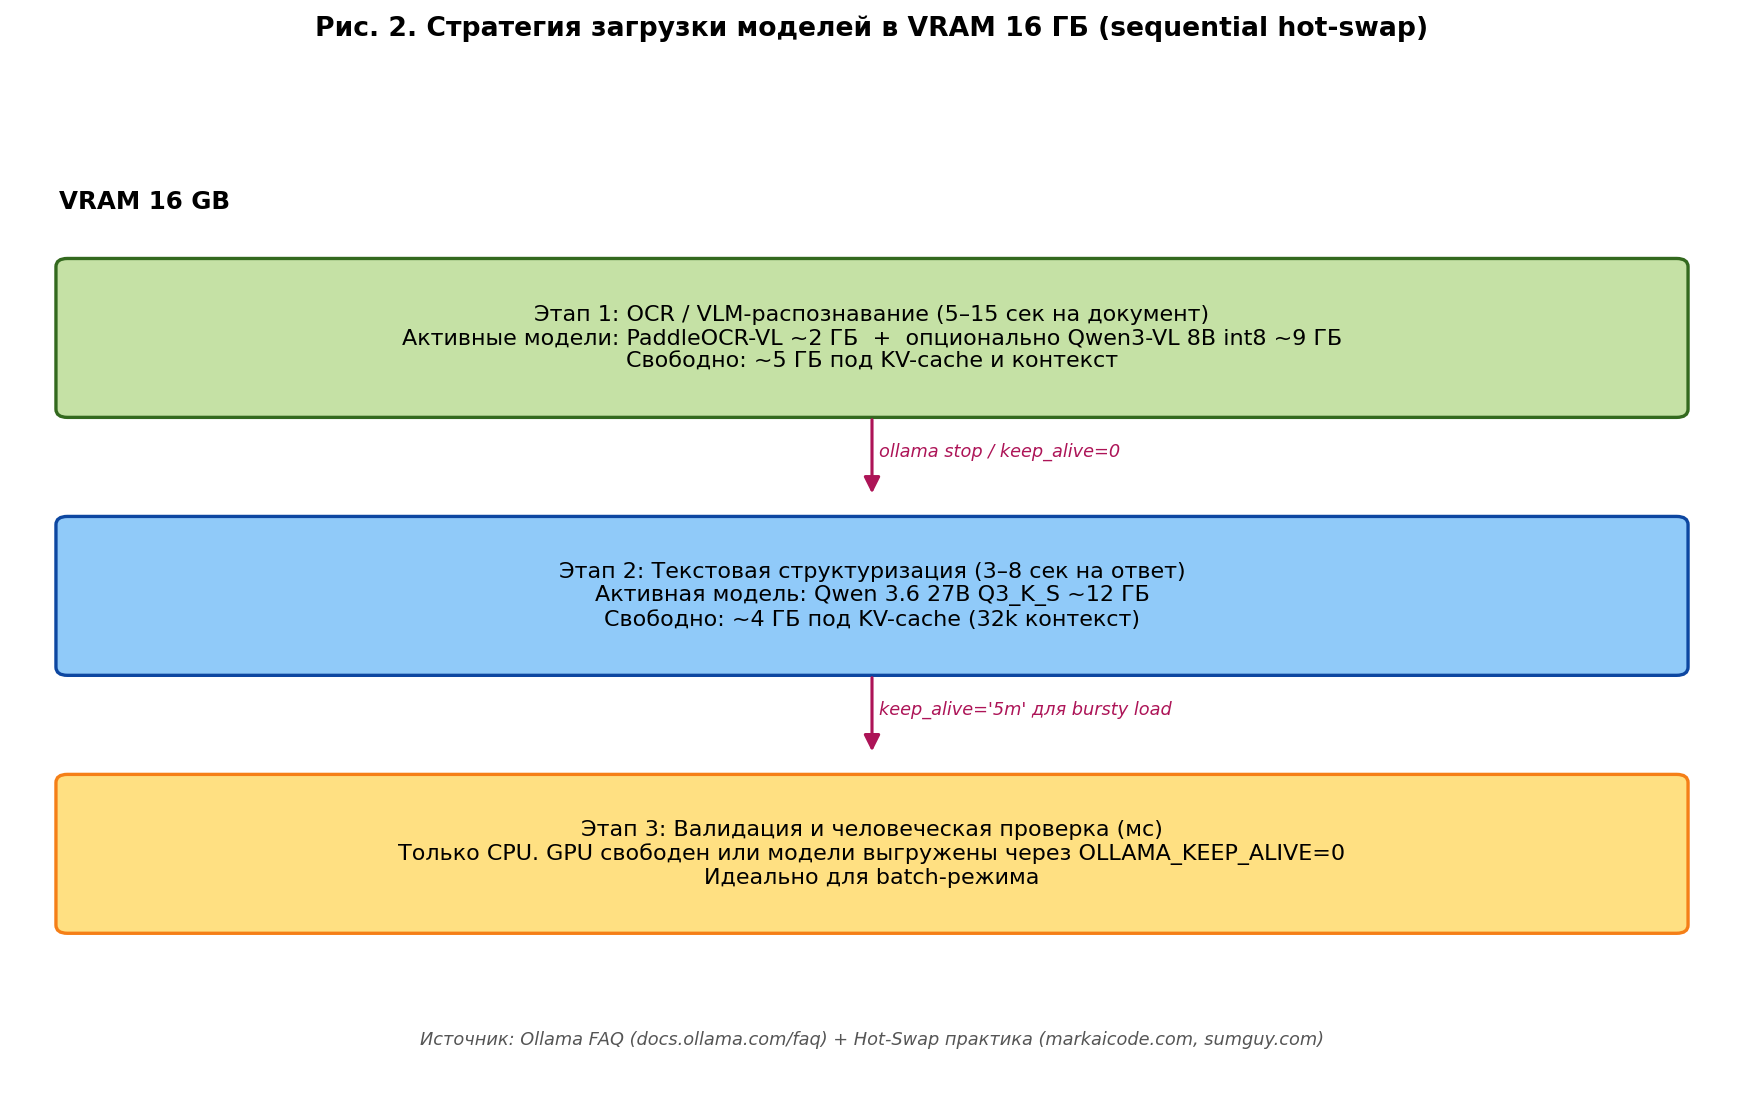 Рис. 2. Стратегия загрузки моделей в VRAM 16 ГБ (sequential hot-swap)
VRAM 16 GB
Этап 1: OCR / VLM-распознавание (5–15 сек на документ)
Активные модели: PaddleOCR-VL ~2 ГБ + опционально Qwen3-VL 8B int8 ~9 ГБ
Свободно: ~5 ГБ под KV-cache и контекст
ollama stop / keep_alive=0
Этап 2: Текстовая структуризация (3–8 сек на ответ)
Активная модель: Qwen 3.6 27B Q3_K_S ~12 ГБ
Свободно: ~4 ГБ под KV-cache (32k контекст)
keep_alive='5m' для bursty load
Этап 3: Валидация и человеческая проверка (мс)
Только CPU. GPU свободен или модели выгружены через OLLAMA_KEEP_ALIVE=0
Идеально для batch-режима
Источник: Ollama FAQ (docs.ollama.com/faq) + Hot-Swap практика (markaicode.com, sumguy.com)